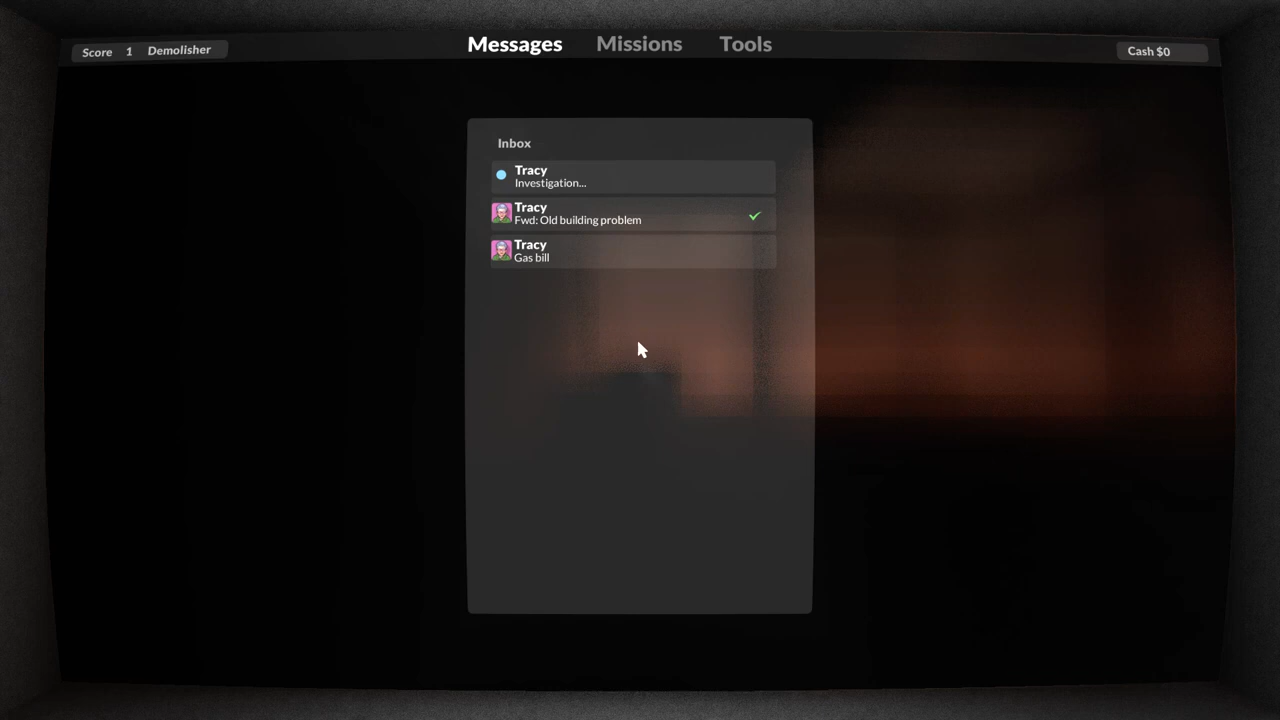 Score 1 Demolisher
Messages Missions Tools
Cash $0
Inbox
Tracy
Investigation...
Tracy
Fwd: Old building problem
Tracy
Gas bill